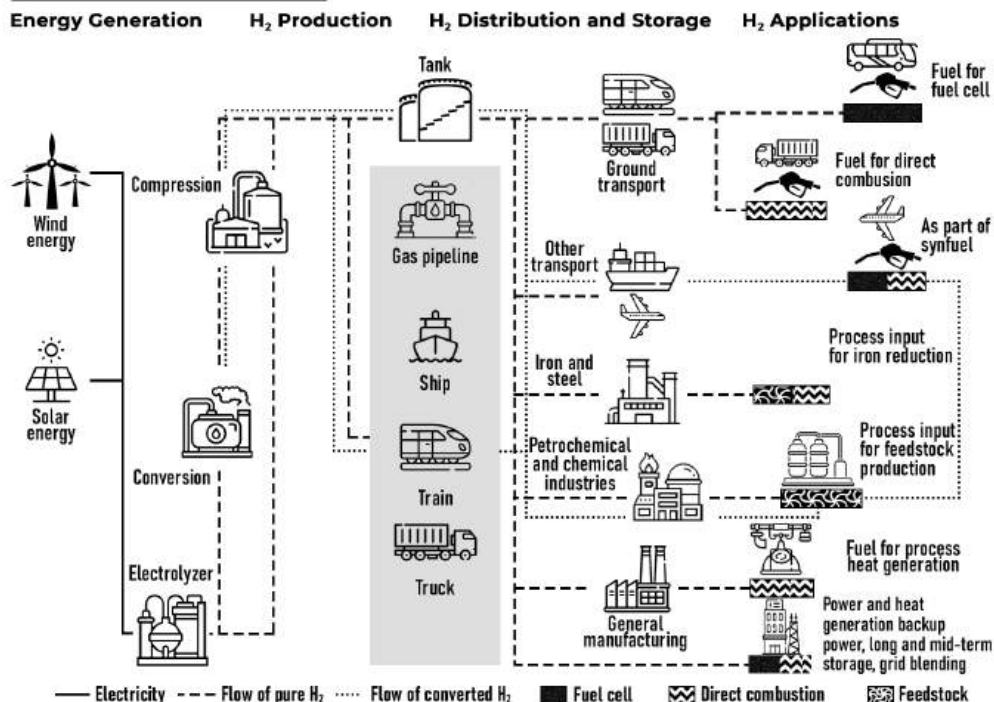 Energy Generation
H₂ Production
H₂ Distribution and Storage
H₂ Applications
Tank
Fuel for
fuel cell
Compression
Ground
transport
Fuel for direct
combusion
Wind
energy
Gas pipeline
Other
transport
As part of
synfuel
Process input
for iron reduction
Iron and
steel
Ship
Solar
energy
Process input
for feedstock
production
Petrochemical
and chemical
industries
Conversion
Train
Electrolyzer
Truck
Fuel for process
heat generation
General
manufacturing
Power and heat
generation backup
power, long and mid-term
storage, grid blending
Electricity
Flow of pure H₂
Flow of converted H₂
Fuel cell
Direct combustion
Feedstock